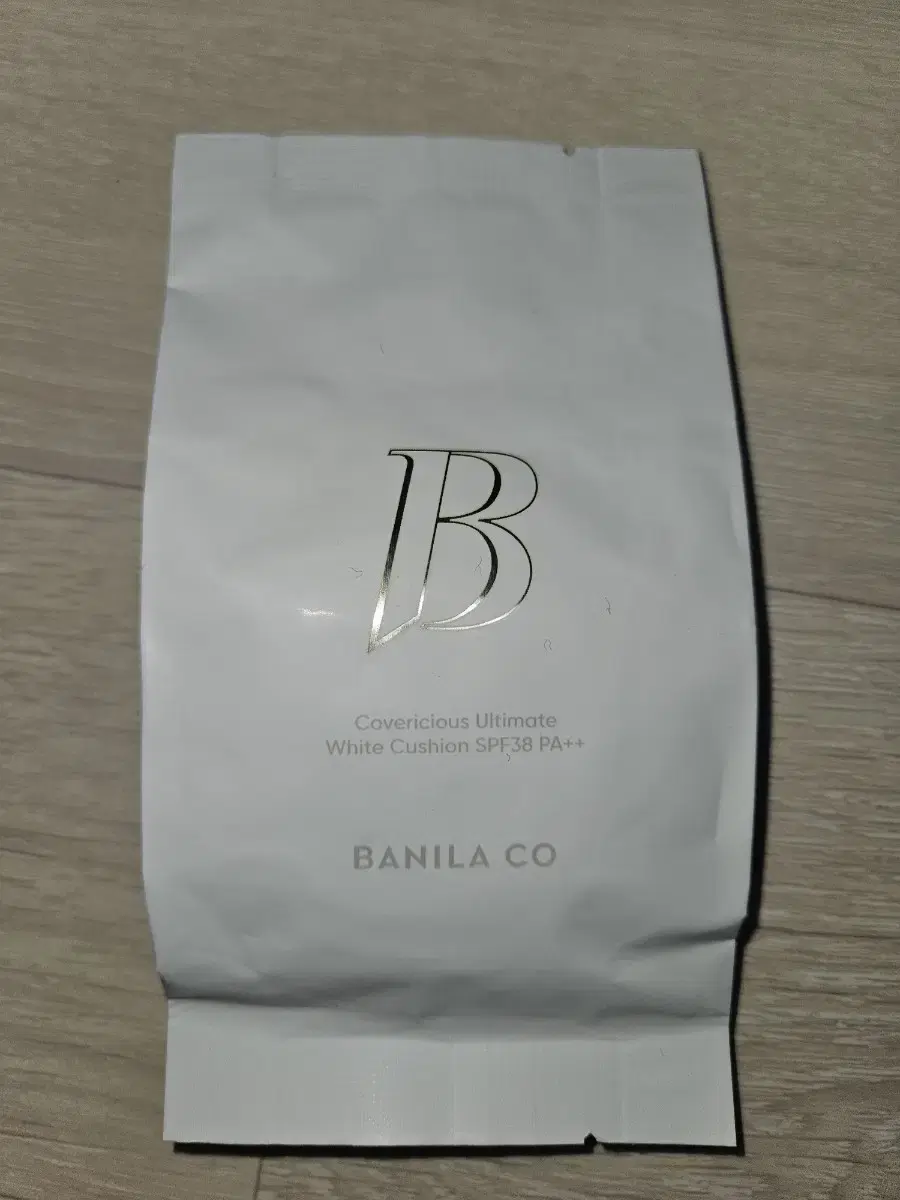 B
Covericious Ultimate
White Cushion SPF38 PA++
BANILA CO